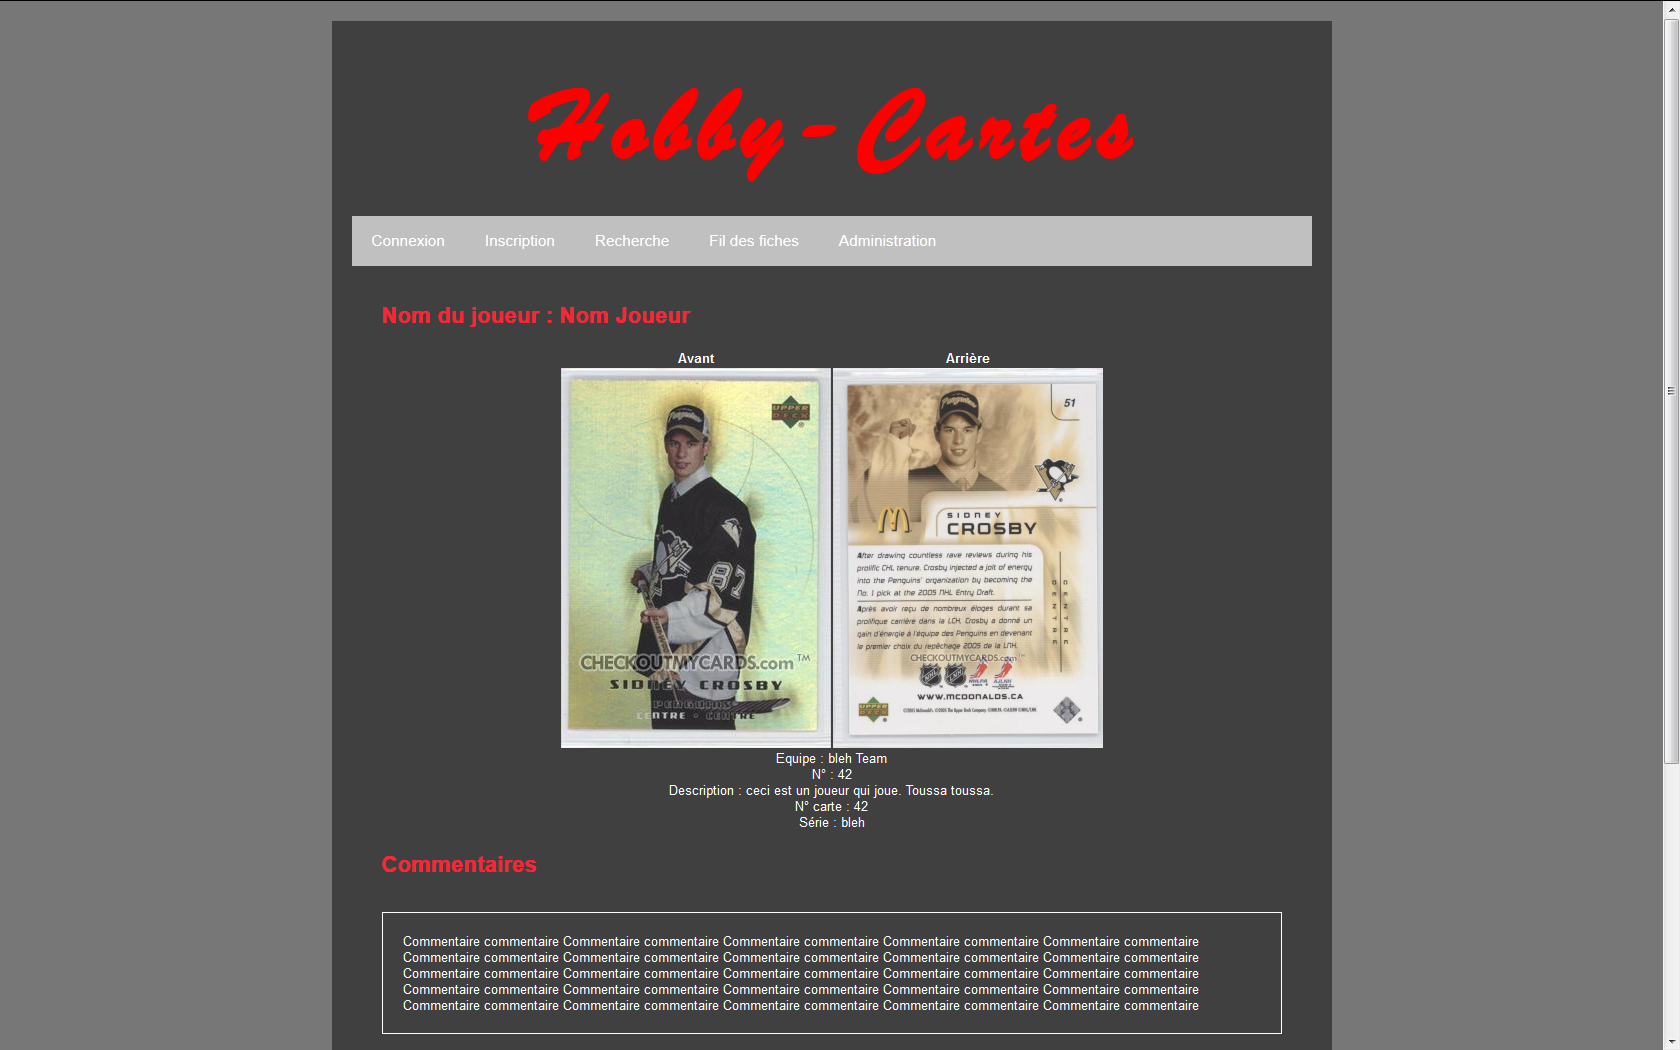 Hobby-Cartes
Connexion Inscription Recherche Fil des fiches Administration
Nom du joueur : Nom Joueur
Avant Arrière
UPPER
DECK
87
CHECKOUTMYCARDS.com TM
SIDNEY CROSBY
PENGUINS
CENTRE • CENTRE
51
SIDNEY
CROSBY
After drawing countless rave reviews during his
prolific CHL tenure, Crosby injected a jolt of energy
into the Penguins' organization by becoming the
No. 1 pick at the 2005 NHL Entry Draft.
Après avoir reçu de nombreux éloges durant sa
prolifique carrière dans la LCH, Crosby a donné un
gain d'énergie à l'équipe des Penguins en devenant
le premier choix du repêchage 2005 de la LNH.
CENTRE
CENTRE
CHECKOUTMYCARDS.com TM
WWW.MCDONALDS.CA
UPPER
DECK
Equipe : bleh Team
N° : 42
Description : ceci est un joueur qui joue. Toussa toussa.
N° carte : 42
Série : bleh
Commentaires
Commentaire commentaire Commentaire commentaire Commentaire commentaire Commentaire commentaire Commentaire commentaire
Commentaire commentaire Commentaire commentaire Commentaire commentaire Commentaire commentaire Commentaire commentaire
Commentaire commentaire Commentaire commentaire Commentaire commentaire Commentaire commentaire Commentaire commentaire
Commentaire commentaire Commentaire commentaire Commentaire commentaire Commentaire commentaire Commentaire commentaire
Commentaire commentaire Commentaire commentaire Commentaire commentaire Commentaire commentaire Commentaire commentaire